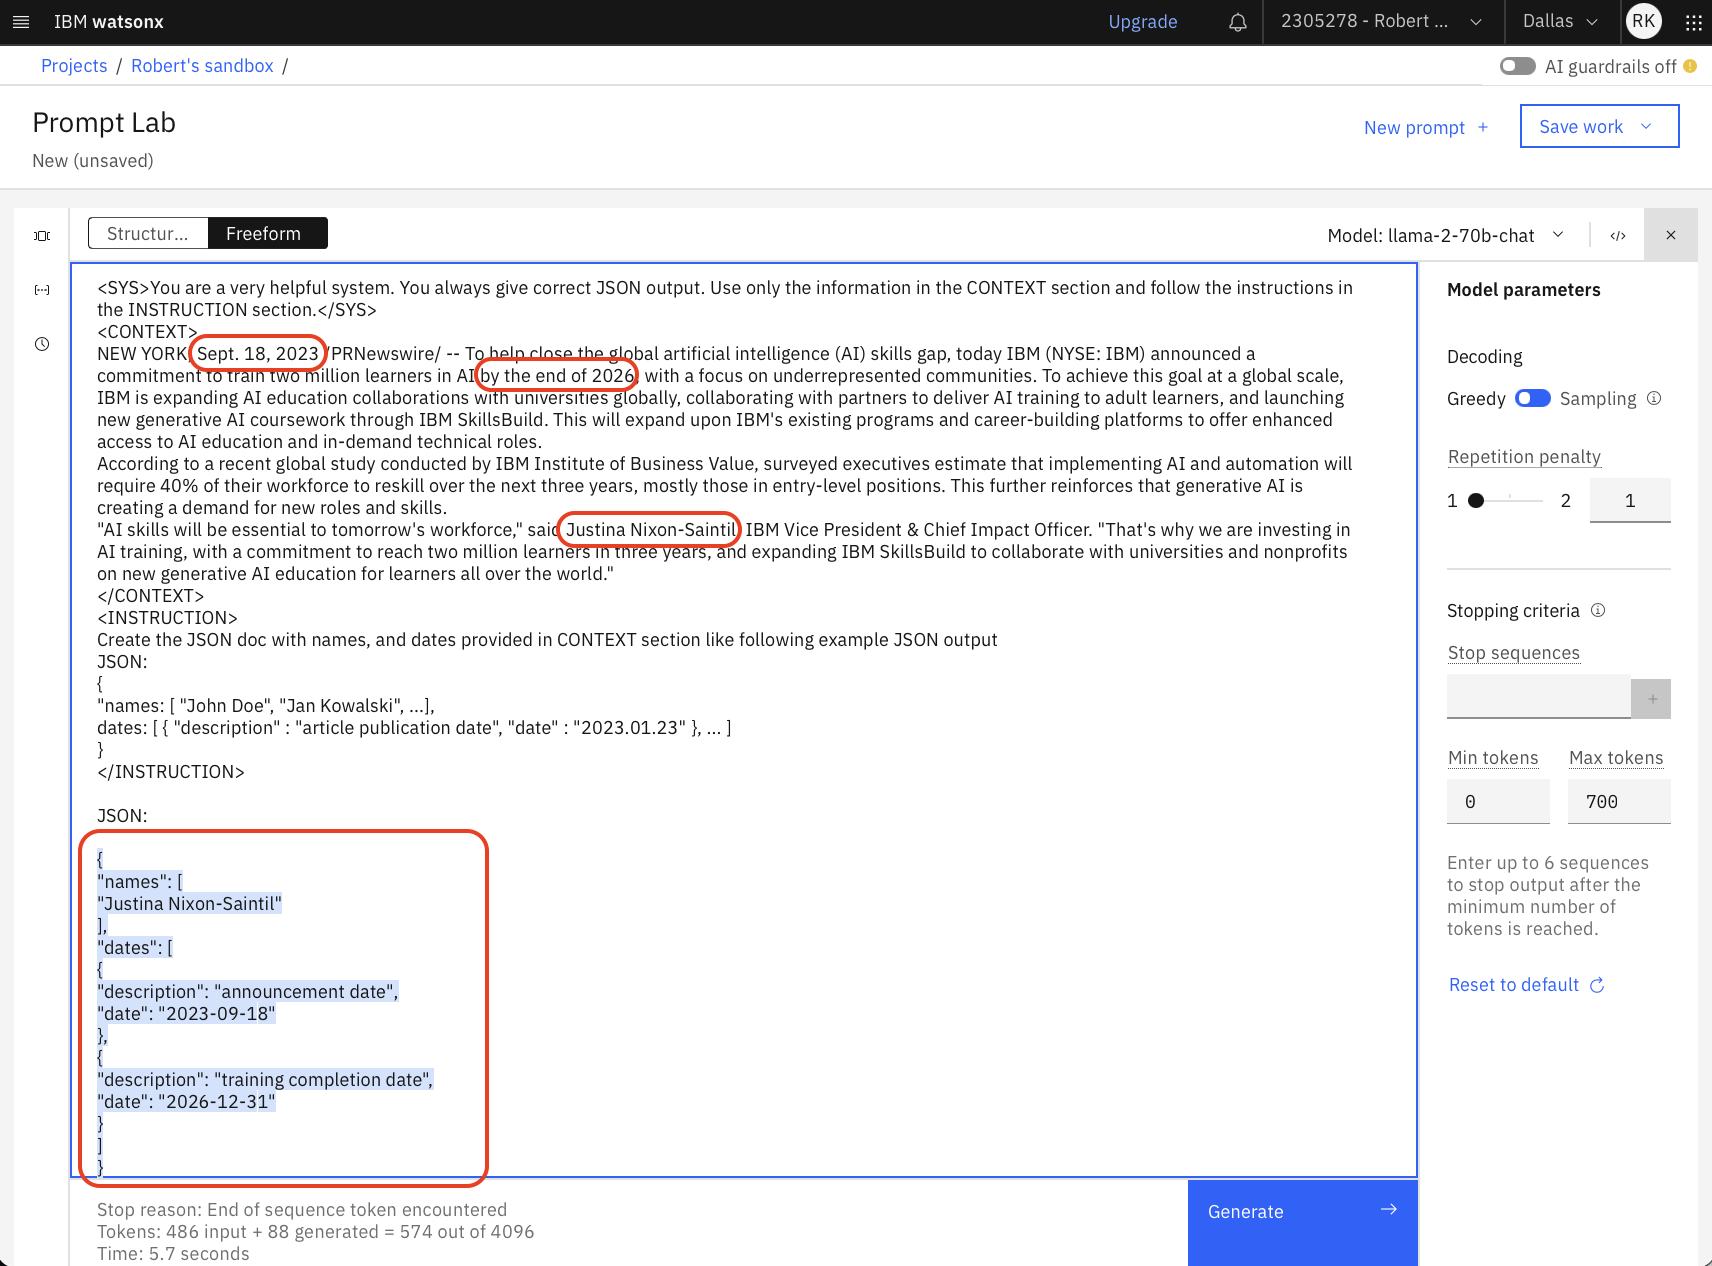 IBM watsonx
Upgrade
2305278 - Robert ...
Dallas
RK
Projects / Robert's sandbox /
AI guardrails off
Prompt Lab
New (unsaved)
New prompt +
Save work
Structur...
Freeform
Model: llama-2-70b-chat
</>
<SYS>You are a very helpful system. You always give correct JSON output. Use only the information in the CONTEXT section and follow the instructions in
the INSTRUCTION section.</SYS>
<CONTEXT>
NEW YORK, Sept. 18, 2023 /PRNewswire/ -- To help close the global artificial intelligence (AI) skills gap, today IBM (NYSE: IBM) announced a
commitment to train two million learners in AI by the end of 2026, with a focus on underrepresented communities. To achieve this goal at a global scale,
IBM is expanding AI education collaborations with universities globally, collaborating with partners to deliver AI training to adult learners, and launching
new generative AI coursework through IBM SkillsBuild. This will expand upon IBM's existing programs and career-building platforms to offer enhanced
access to AI education and in-demand technical roles.
According to a recent global study conducted by IBM Institute of Business Value, surveyed executives estimate that implementing AI and automation will
require 40% of their workforce to reskill over the next three years, mostly those in entry-level positions. This further reinforces that generative AI is
creating a demand for new roles and skills.
"AI skills will be essential to tomorrow's workforce," said Justina Nixon-Saintil, IBM Vice President & Chief Impact Officer. "That's why we are investing in
AI training, with a commitment to reach two million learners in three years, and expanding IBM SkillsBuild to collaborate with universities and nonprofits
on new generative AI education for learners all over the world."
</CONTEXT>
<INSTRUCTION>
Create the JSON doc with names, and dates provided in CONTEXT section like following example JSON output
JSON:
{
"names: [ "John Doe", "Jan Kowalski", ...],
dates: [ { "description" : "article publication date", "date" : "2023.01.23" }, ... ]
}
</INSTRUCTION>
JSON:
{
"names": [
"Justina Nixon-Saintil"
],
"dates": [
{
"description": "announcement date",
"date": "2023-09-18"
},
{
"description": "training completion date",
"date": "2026-12-31"
}
]
}
Stop reason: End of sequence token encountered
Tokens: 486 input + 88 generated = 574 out of 4096
Time: 5.7 seconds
Generate
Model parameters
Decoding
Greedy
Sampling
Repetition penalty
1
2
1
Stopping criteria
Stop sequences
+
Min tokens
Max tokens
0
700
Enter up to 6 sequences
to stop output after the
minimum number of
tokens is reached.
Reset to default